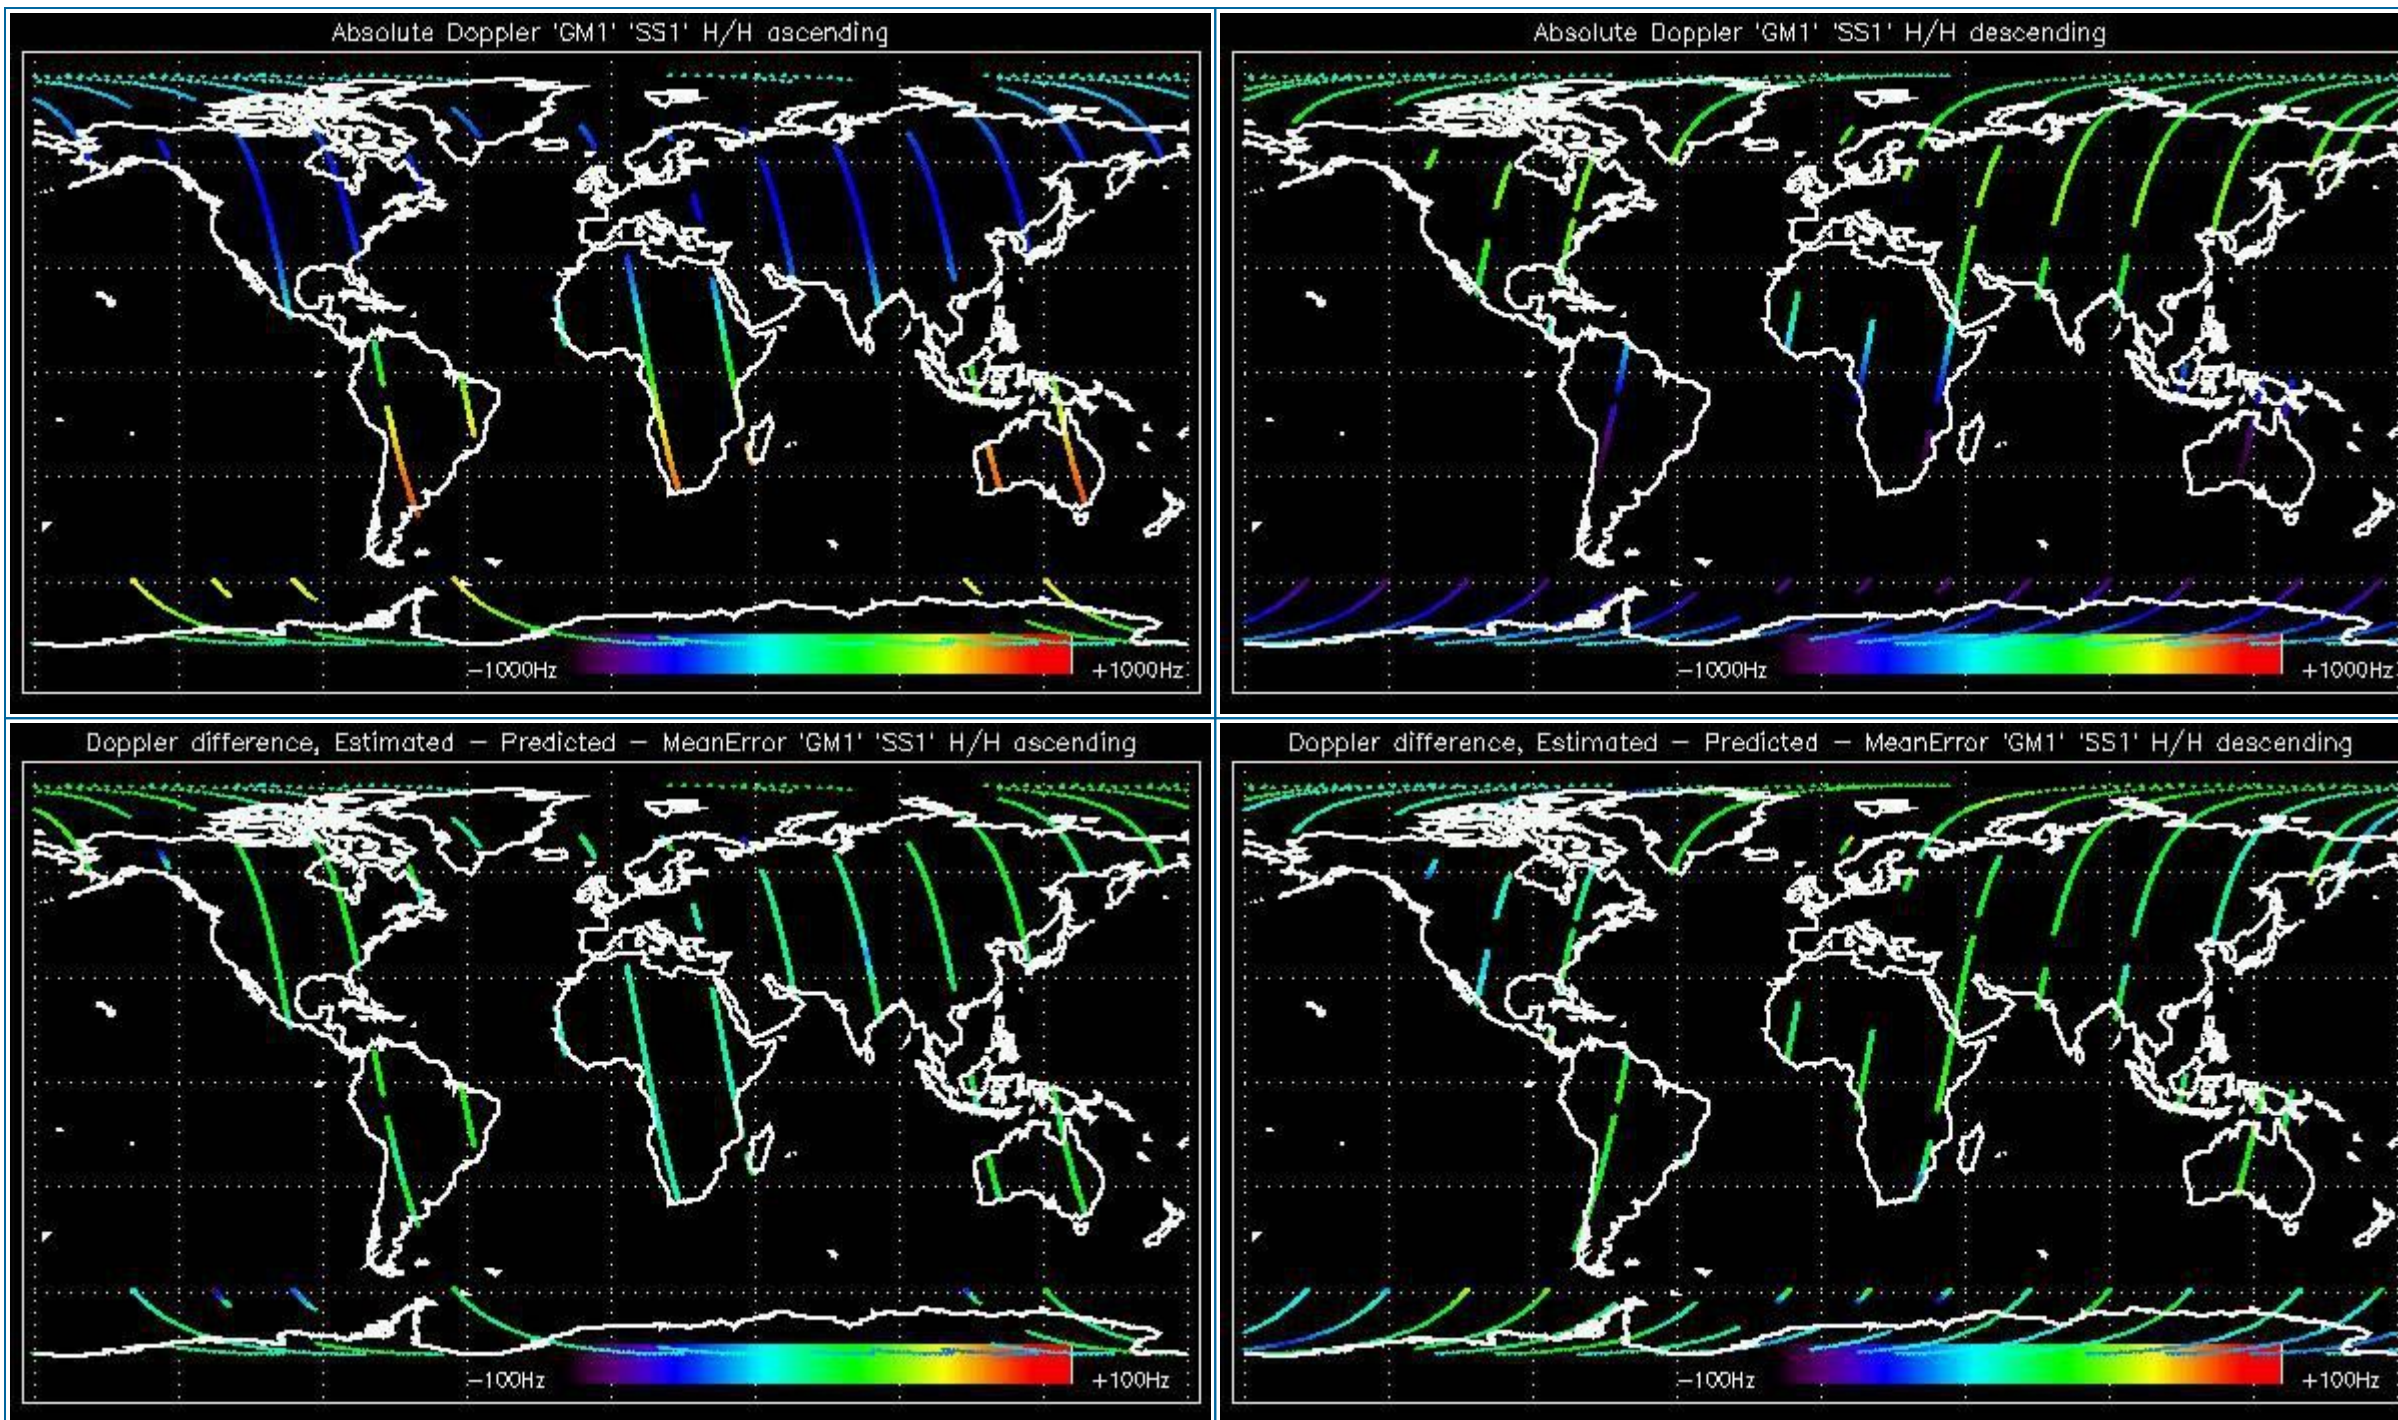 Absolute Doppler 'GM1' 'SS1' H/H ascending
-1000Hz
+1000Hz
Absolute Doppler 'GM1' 'SS1' H/H descending
-1000Hz
+1000Hz
Doppler difference, Estimated - Predicted - MeanError 'GM1' 'SS1' H/H ascending
-100Hz
+100Hz
Doppler difference, Estimated - Predicted - MeanError 'GM1' 'SS1' H/H descending
-100Hz
+100Hz